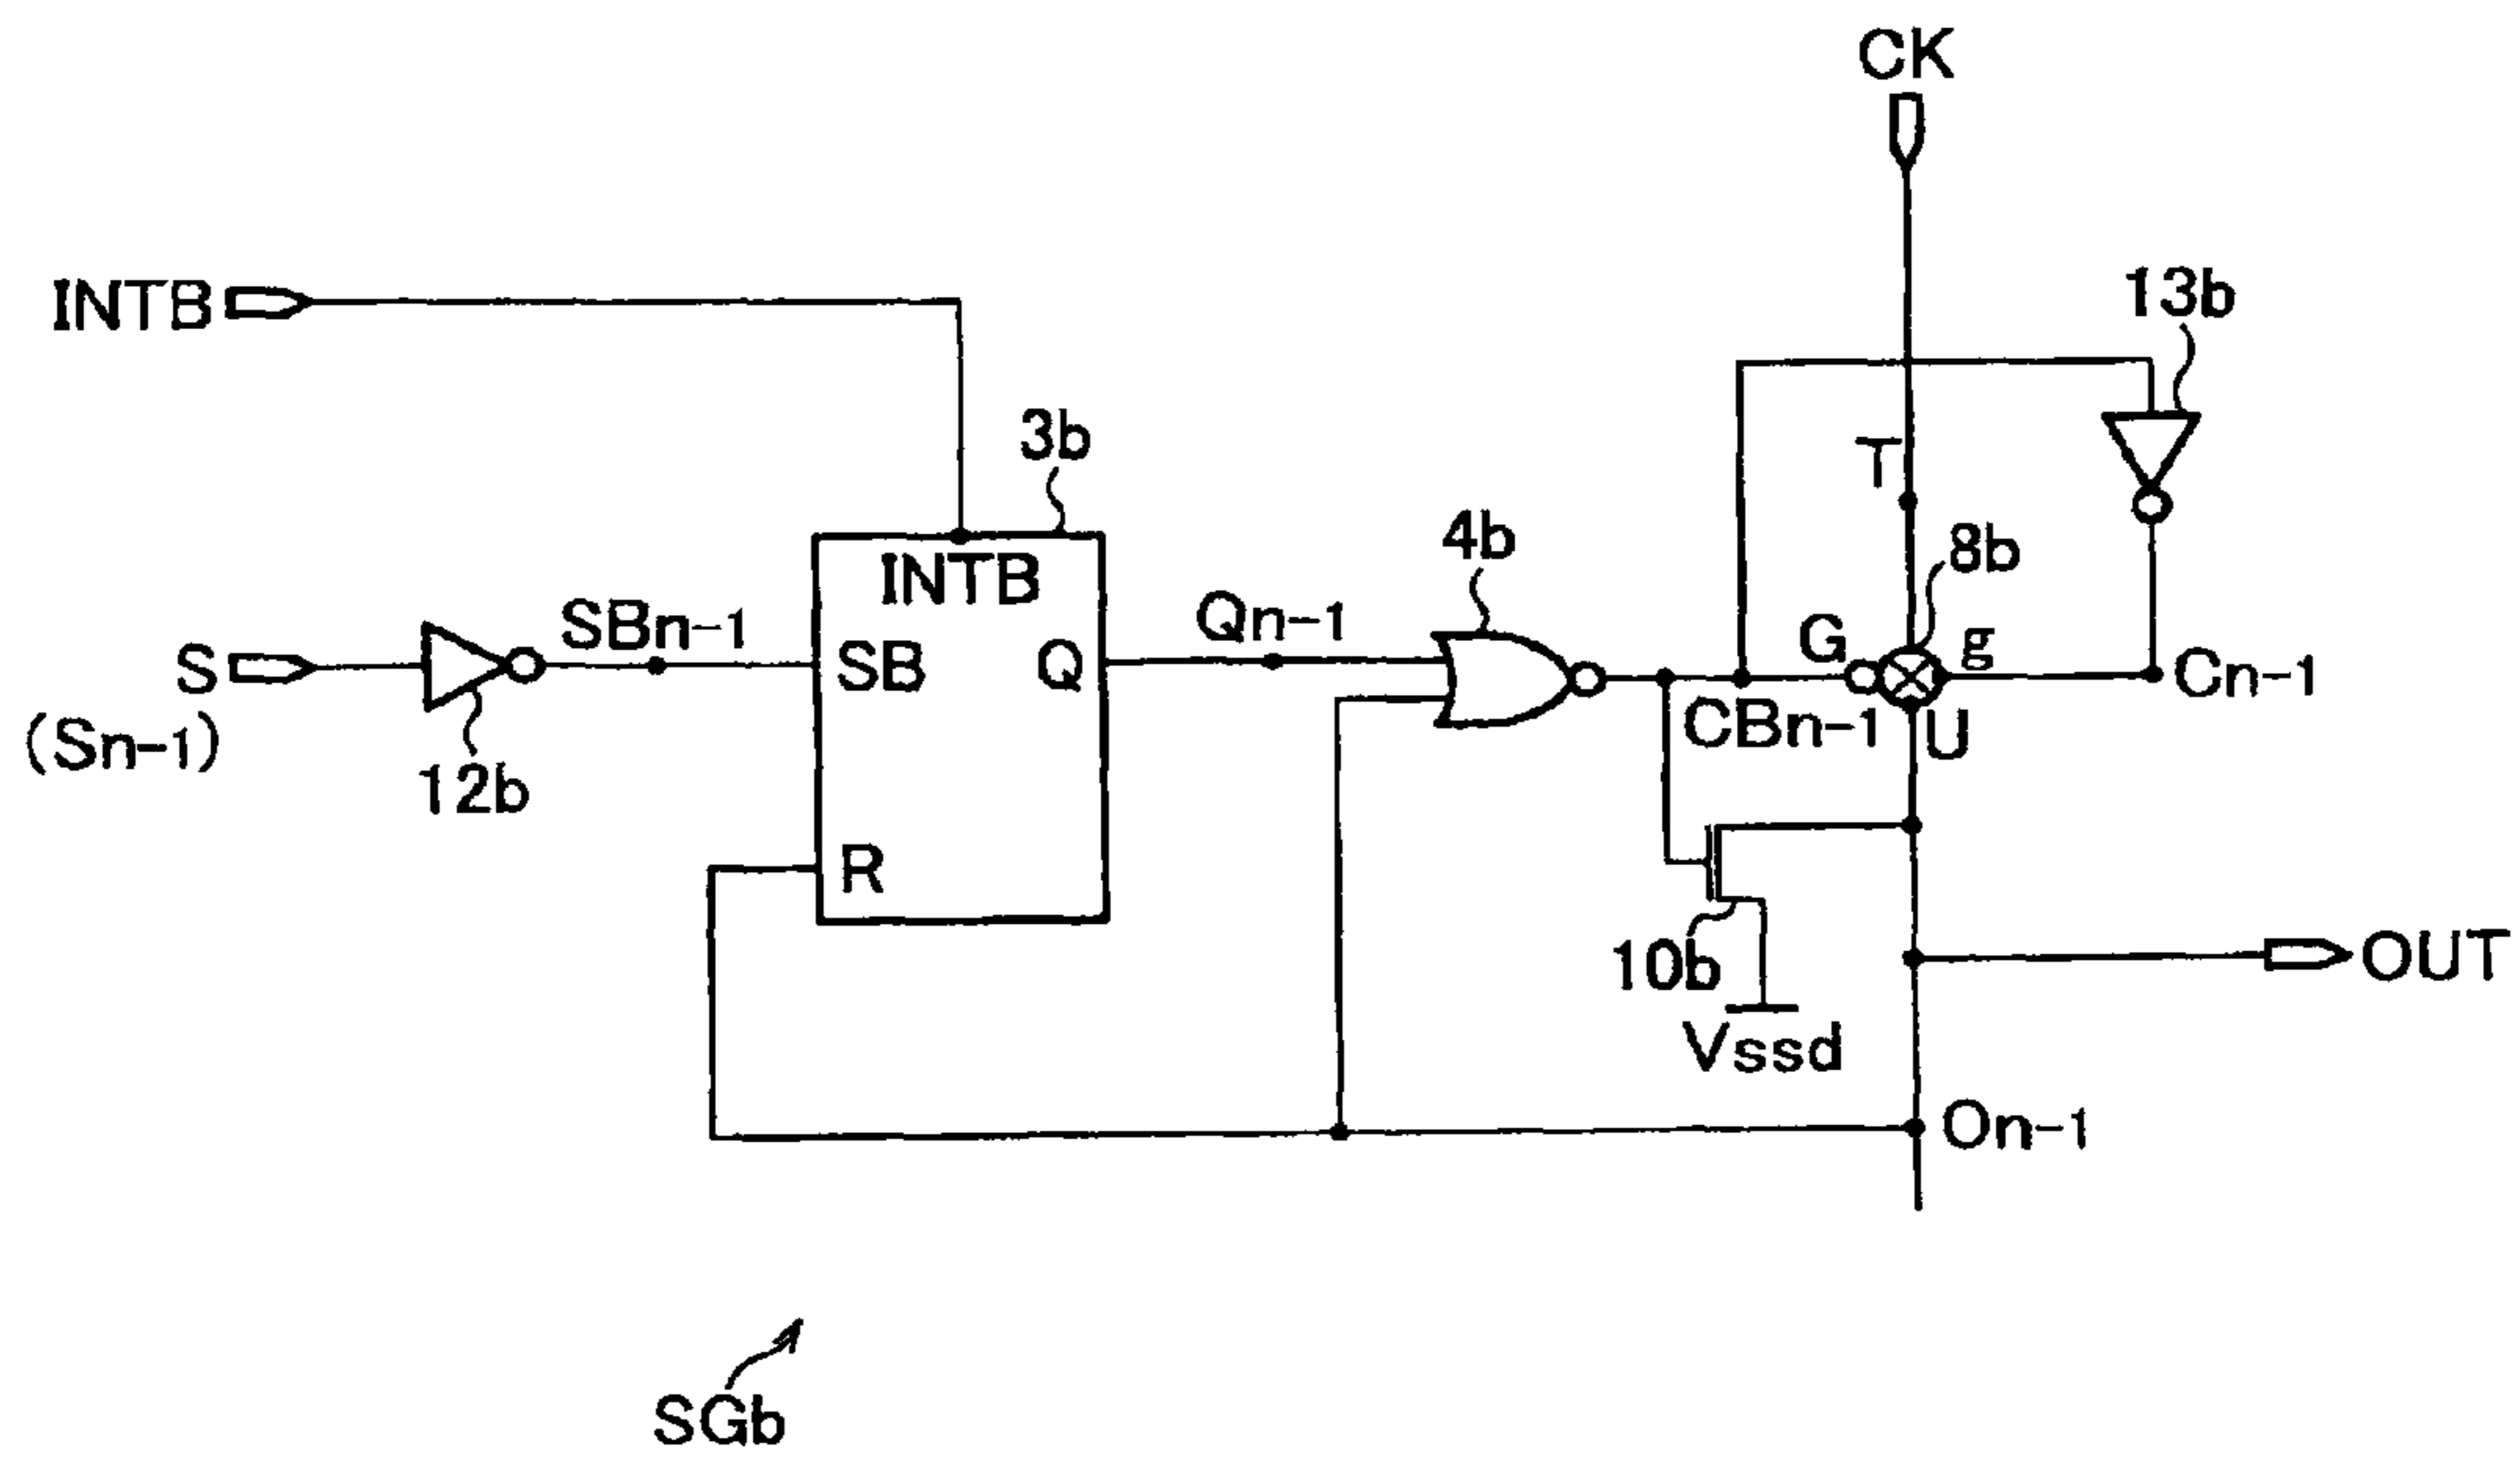 CK
13b
INTB
3b
T
4b
8b
INTB
SBn-1
Qn-1
G
g
S
SB
Q
Cn-1
(Sn-1)
CBn-1
U
12b
R
10b
OUT
Vssd
On-1
SGb